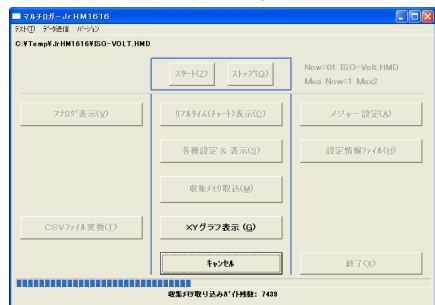 マルチロガーJr HM1616
テスト(T) データ送信 バージョン
C:¥Temp¥JrHM1616¥ISO-VOLT.HMD
スタート(Z) ストップ(Q)
Now=01 ISO-Volt.HMD
Mea Now=1 Max2
アナログ表示(V) リアルタイム(チャート)表示(C) メジャー設定(A)
各種設定 & 表示(S) 設定情報ファイル(H)
収集メモリ取込(M)
CSVファイル変換(T) XYグラフ表示 (G)
キャンセル 終了(X)
収集メモリ取り込みバイト残数: 7439